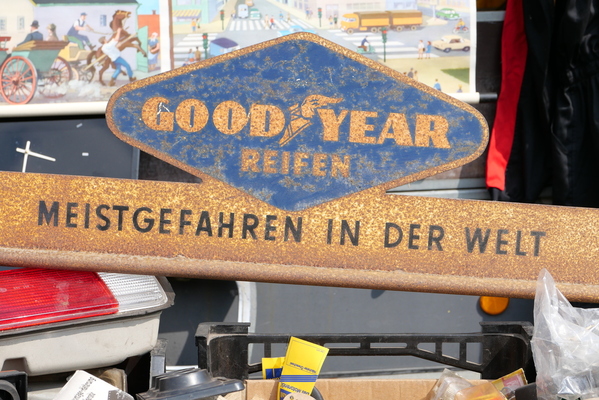 GOODYEAR
REIFEN
MEISTGEFAHREN IN DER WELT